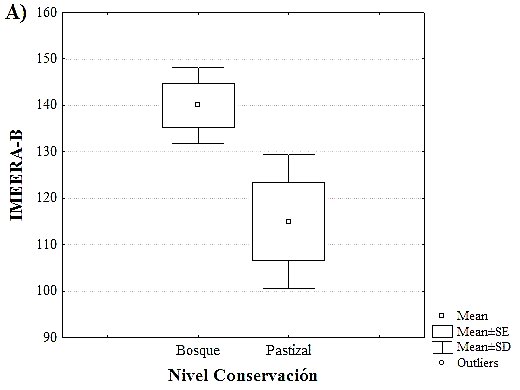 A)
160
150
140
130
120
110
100
90
IMEERA-B
Bosque
Pastizal
Nivel Conservación
Mean
Mean±SE
Mean±SD
Outliers